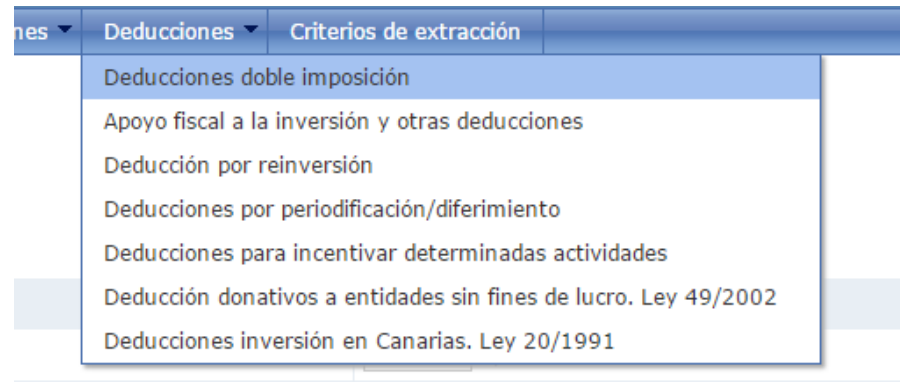 nes Deducciones Criterios de extracción
Deducciones doble imposición
Apoyo fiscal a la inversión y otras deducciones
Deducción por reinversión
Deducciones por periodificación/diferimiento
Deducciones para incentivar determinadas actividades
Deducción donativos a entidades sin fines de lucro. Ley 49/2002
Deducciones inversión en Canarias. Ley 20/1991